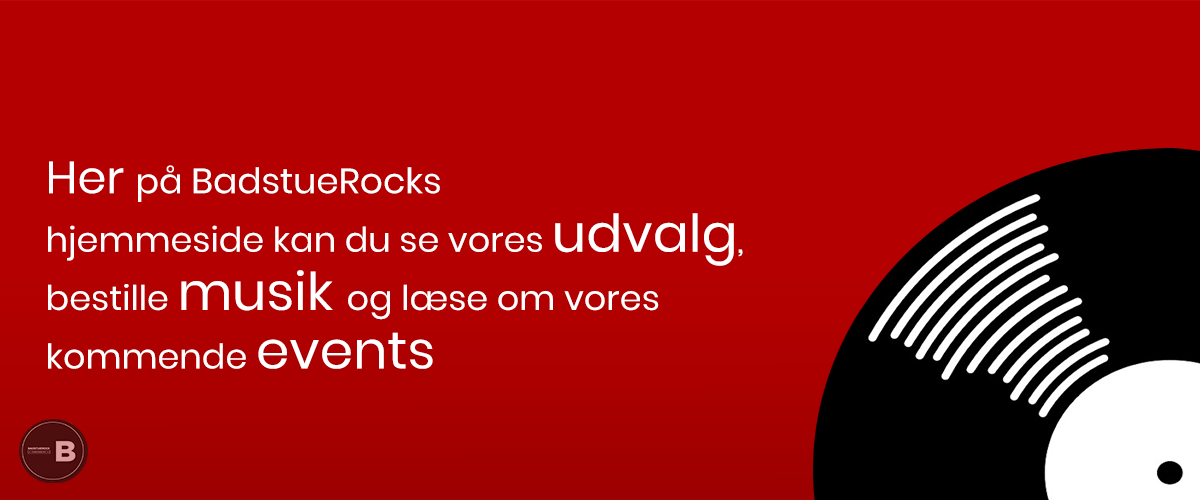 Her på BadstueRocks
hjemmeside kan du se vores udvalg,
bestille musik og læse om vores
kommende events
B